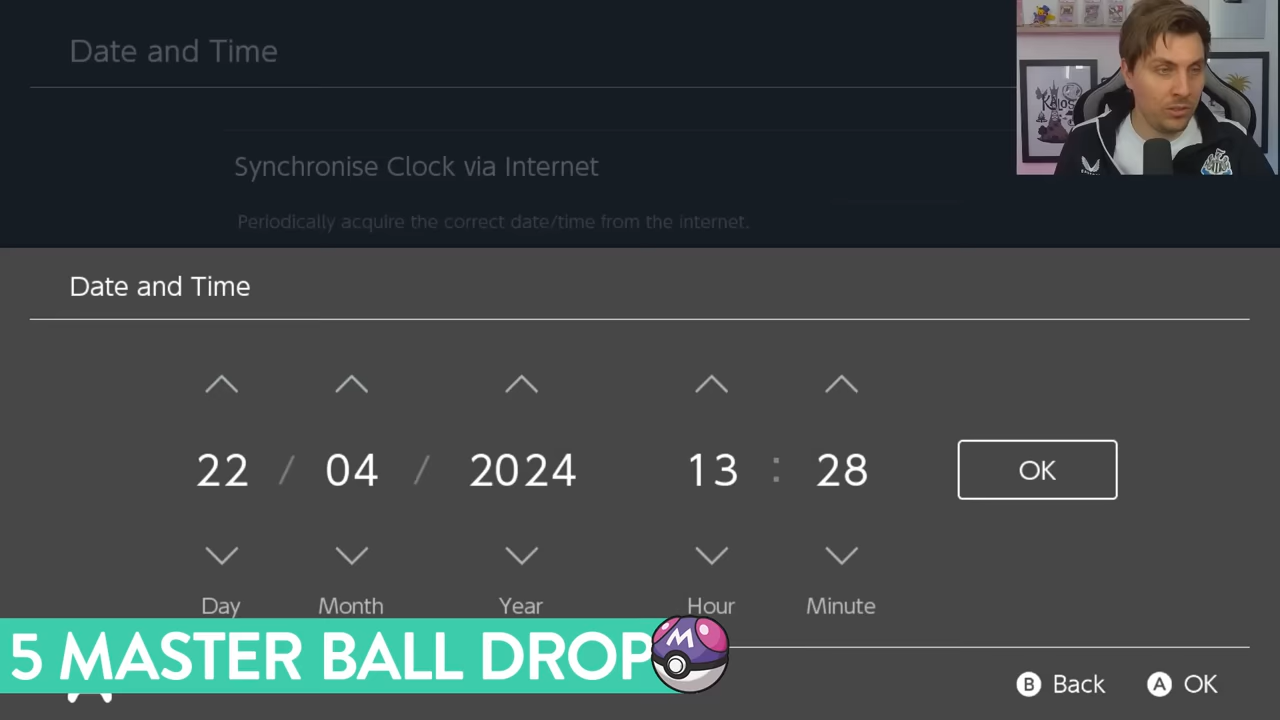 Date and Time
Kalos
Synchronise Clock via Internet
Periodically acquire the correct date/time from the internet.
Date and Time
22 / 04 / 2024 13 : 28
OK
Day Month Year Hour Minute
5 MASTER BALL DROP
M
B Back A OK